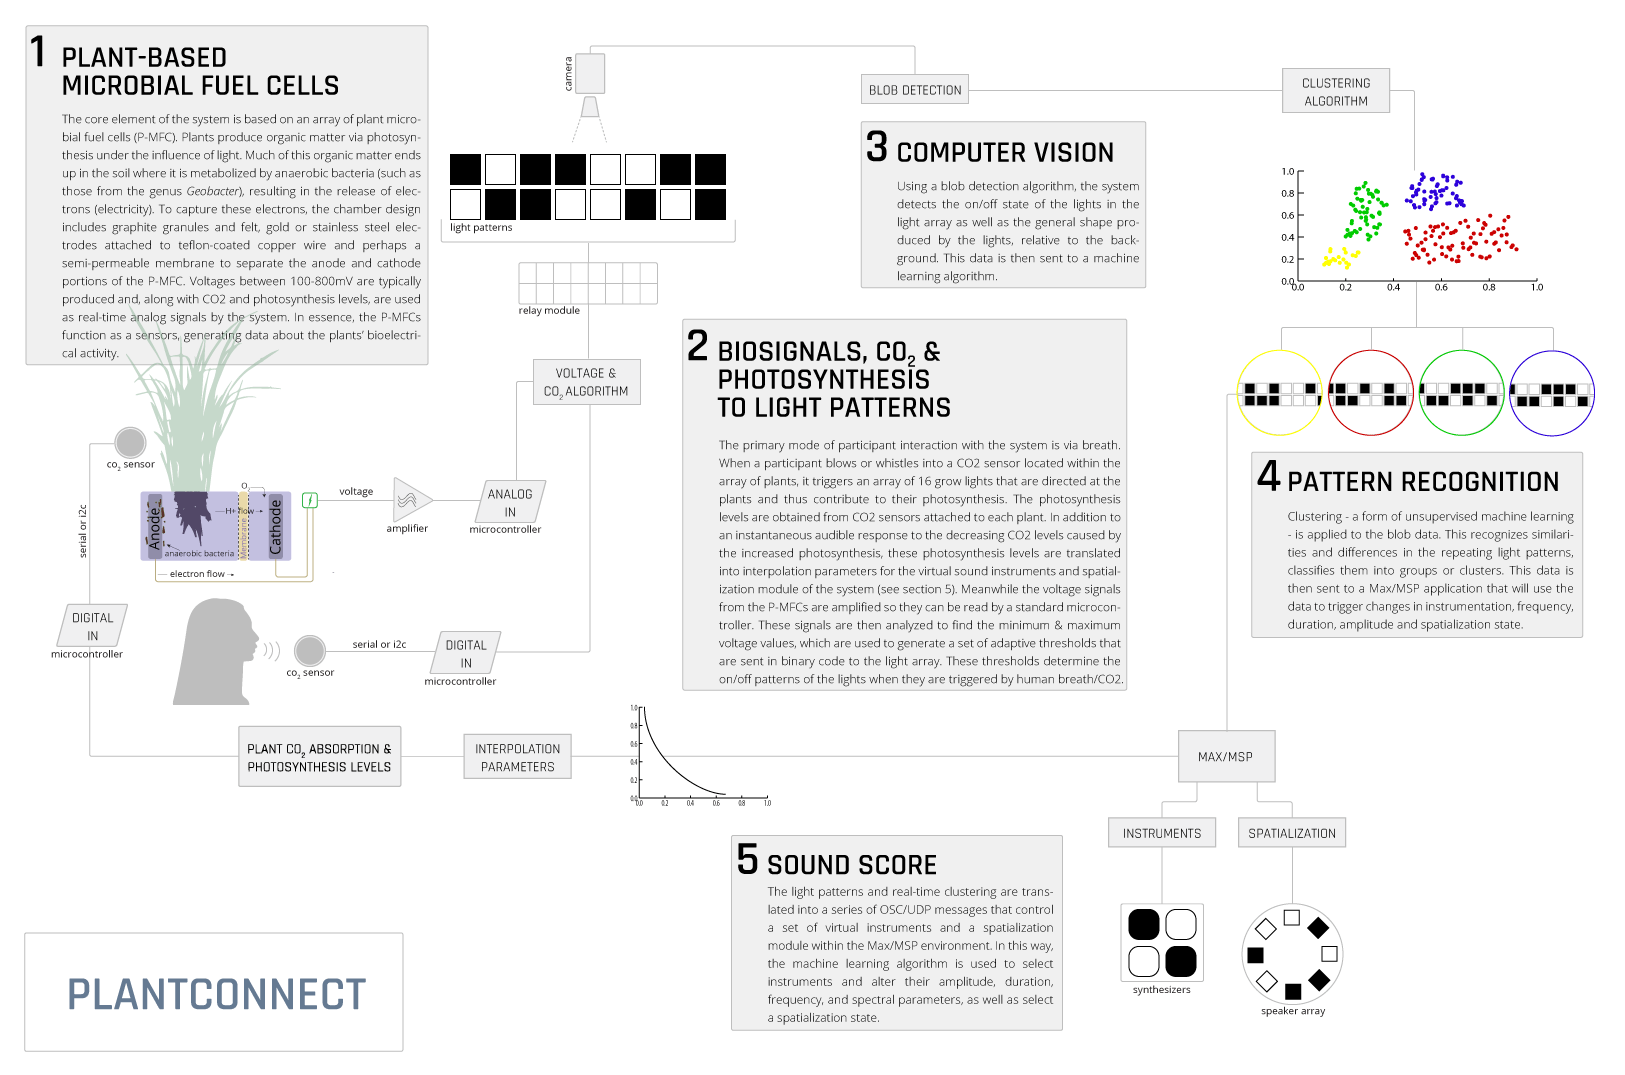 1 PLANT-BASED
MICROBIAL FUEL CELLS
The core element of the system is based on an array of plant micro-
bial fuel cells (P-MFC). Plants produce organic matter via photosyn-
thesis under the influence of light. Much of this organic matter ends
up in the soil where it is metabolized by anaerobic bacteria (such as
those from the genus Geobacter), resulting in the release of elec-
trons (electricity). To capture these electrons, the chamber design
includes graphite granules and felt, gold or stainless steel elec-
trodes attached to teflon-coated copper wire and perhaps a
semi-permeable membrane to separate the anode and cathode
portions of the P-MFC. Voltages between 100-800mV are typically
produced and, along with CO2 and photosynthesis levels, are used
as real-time analog signals by the system. In essence, the P-MFCs
function as a sensors, generating data about the plants' bioelectri-
cal activity.
camera
light patterns
relay module
VOLTAGE &
CO2 ALGORITHM
co2 sensor
serial or i2c
Anode
anaerobic bacteria
O2
H+ flow
Cathode
electron flow
voltage
amplifier
ANALOG
IN
microcontroller
DIGITAL
IN
microcontroller
co2 sensor
serial or i2c
DIGITAL
IN
microcontroller
PLANT CO2 ABSORPTION &
PHOTOSYNTHESIS LEVELS
INTERPOLATION
PARAMETERS
1.0
0.8
0.6
0.4
0.2
0.0
0.0 0.2 0.4 0.6 0.8 1.0
2 BIOSIGNALS, CO2 &
PHOTOSYNTHESIS
TO LIGHT PATTERNS
The primary mode of participant interaction with the system is via breath.
When a participant blows or whistles into a CO2 sensor located within the
array of plants, it triggers an array of 16 grow lights that are directed at the
plants and thus contribute to their photosynthesis. The photosynthesis
levels are obtained from CO2 sensors attached to each plant. In addition to
an instantaneous audible response to the decreasing CO2 levels caused by
the increased photosynthesis, these photosynthesis levels are translated
into interpolation parameters for the virtual sound instruments and spatial-
ization module of the system (see section 5). Meanwhile the voltage signals
from the P-MFCs are amplified so they can be read by a standard microcon-
troller. These signals are then analyzed to find the minimum & maximum
voltage values, which are used to generate a set of adaptive thresholds that
are sent in binary code to the light array. These thresholds determine the
on/off patterns of the lights when they are triggered by human breath/CO2.
BLOB DETECTION
3 COMPUTER VISION
Using a blob detection algorithm, the system
detects the on/off state of the lights in the
light array as well as the general shape pro-
duced by the lights, relative to the back-
ground. This data is then sent to a machine
learning algorithm.
CLUSTERING
ALGORITHM
1.0
0.8
0.6
0.4
0.2
0.0
0.0 0.2 0.4 0.6 0.8 1.0
4 PATTERN RECOGNITION
Clustering - a form of unsupervised machine learning
- is applied to the blob data. This recognizes similari-
ties and differences in the repeating light patterns,
classifies them into groups or clusters. This data is
then sent to a Max/MSP application that will use the
data to trigger changes in instrumentation, frequency,
duration, amplitude and spatialization state.
MAX/MSP
INSTRUMENTS
SPATIALIZATION
synthesizers
speaker array
5 SOUND SCORE
The light patterns and real-time clustering are trans-
lated into a series of OSC/UDP messages that control
a set of virtual instruments and a spatialization
module within the Max/MSP environment. In this way,
the machine learning algorithm is used to select
instruments and alter their amplitude, duration,
frequency, and spectral parameters, as well as select
a spatialization state.
PLANTCONNECT